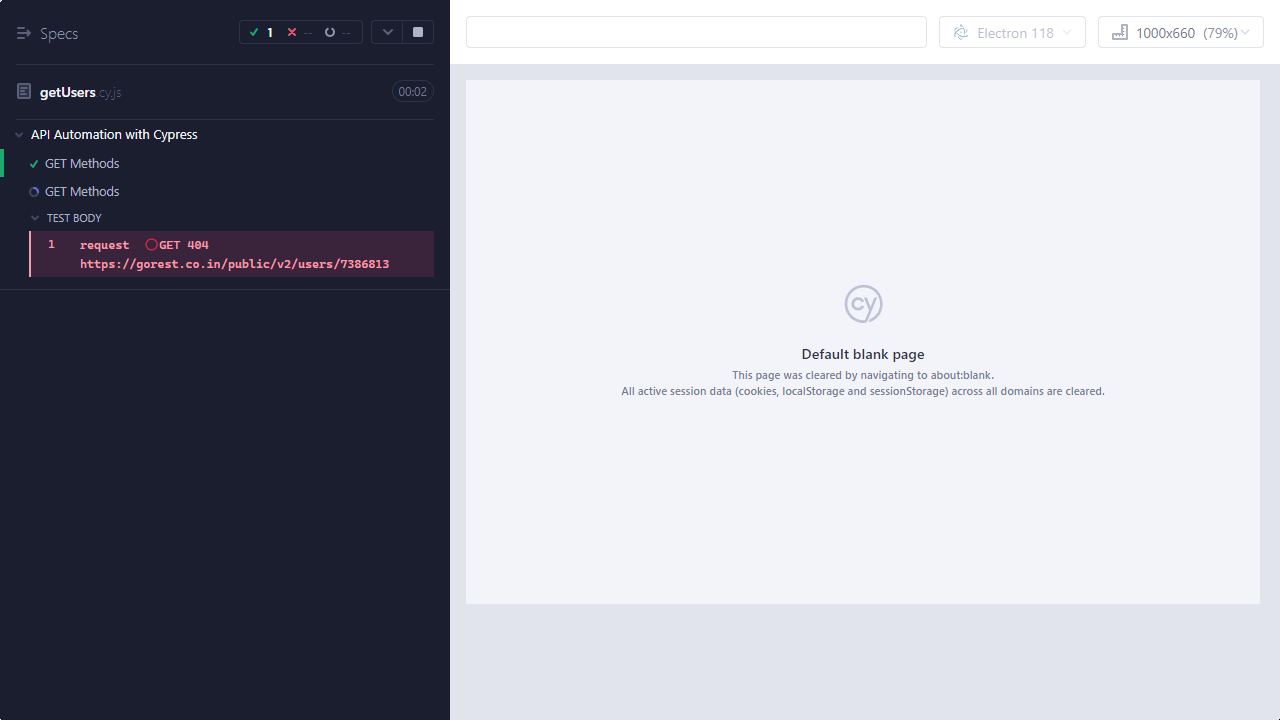 Specs
1 -- --
getUsers cy.js
00:02
API Automation with Cypress
GET Methods
GET Methods
TEST BODY
1 request GET 404
https://gorest.co.in/public/v2/users/7386813
Electron 118
1000x660 (79%)
cy
Default blank page
This page was cleared by navigating to about:blank.
All active session data (cookies, localStorage and sessionStorage) across all domains are cleared.